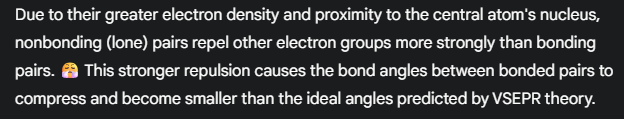 Due to their greater electron density and proximity to the central atom's nucleus,
nonbonding (lone) pairs repel other electron groups more strongly than bonding
pairs. 😤 This stronger repulsion causes the bond angles between bonded pairs to
compress and become smaller than the ideal angles predicted by VSEPR theory.